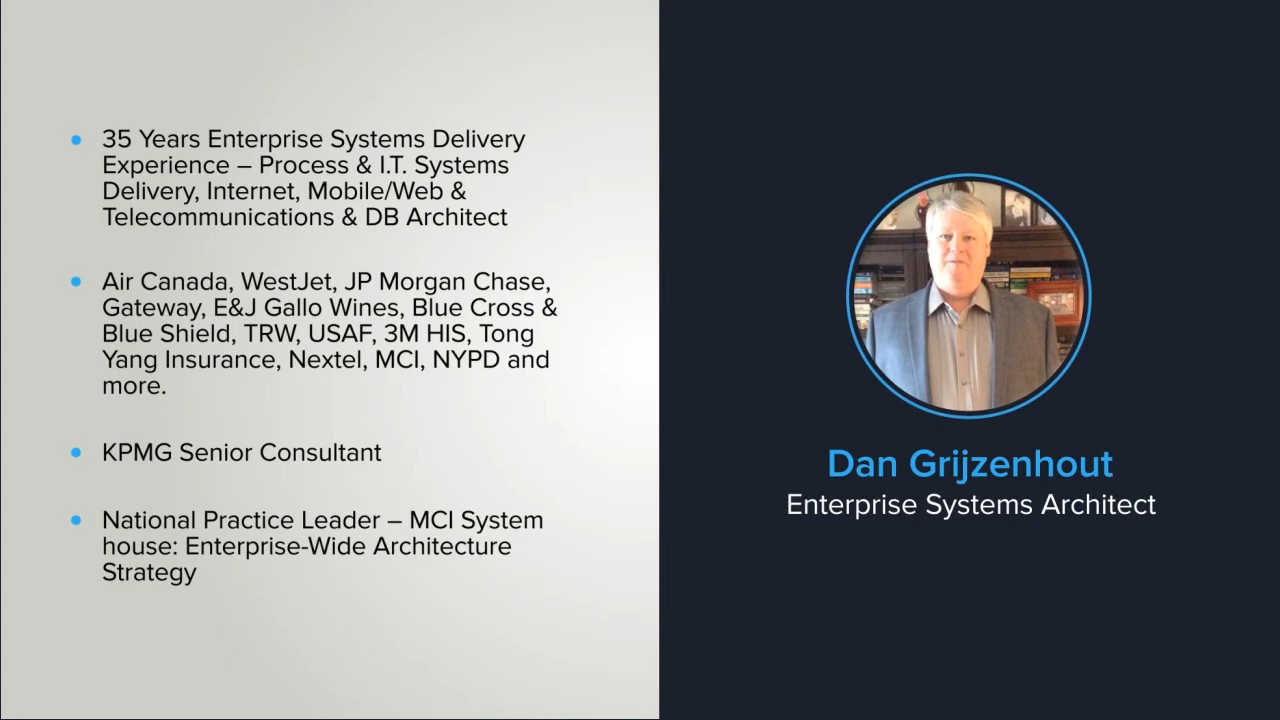 35 Years Enterprise Systems Delivery
Experience – Process & I.T. Systems
Delivery, Internet, Mobile/Web &
Telecommunications & DB Architect
Air Canada, WestJet, JP Morgan Chase,
Gateway, E&J Gallo Wines, Blue Cross &
Blue Shield, TRW, USAF, 3M HIS, Tong
Yang Insurance, Nextel, MCI, NYPD and
more.
KPMG Senior Consultant
National Practice Leader – MCI System
house: Enterprise-Wide Architecture
Strategy
Dan Grijzenhout
Enterprise Systems Architect